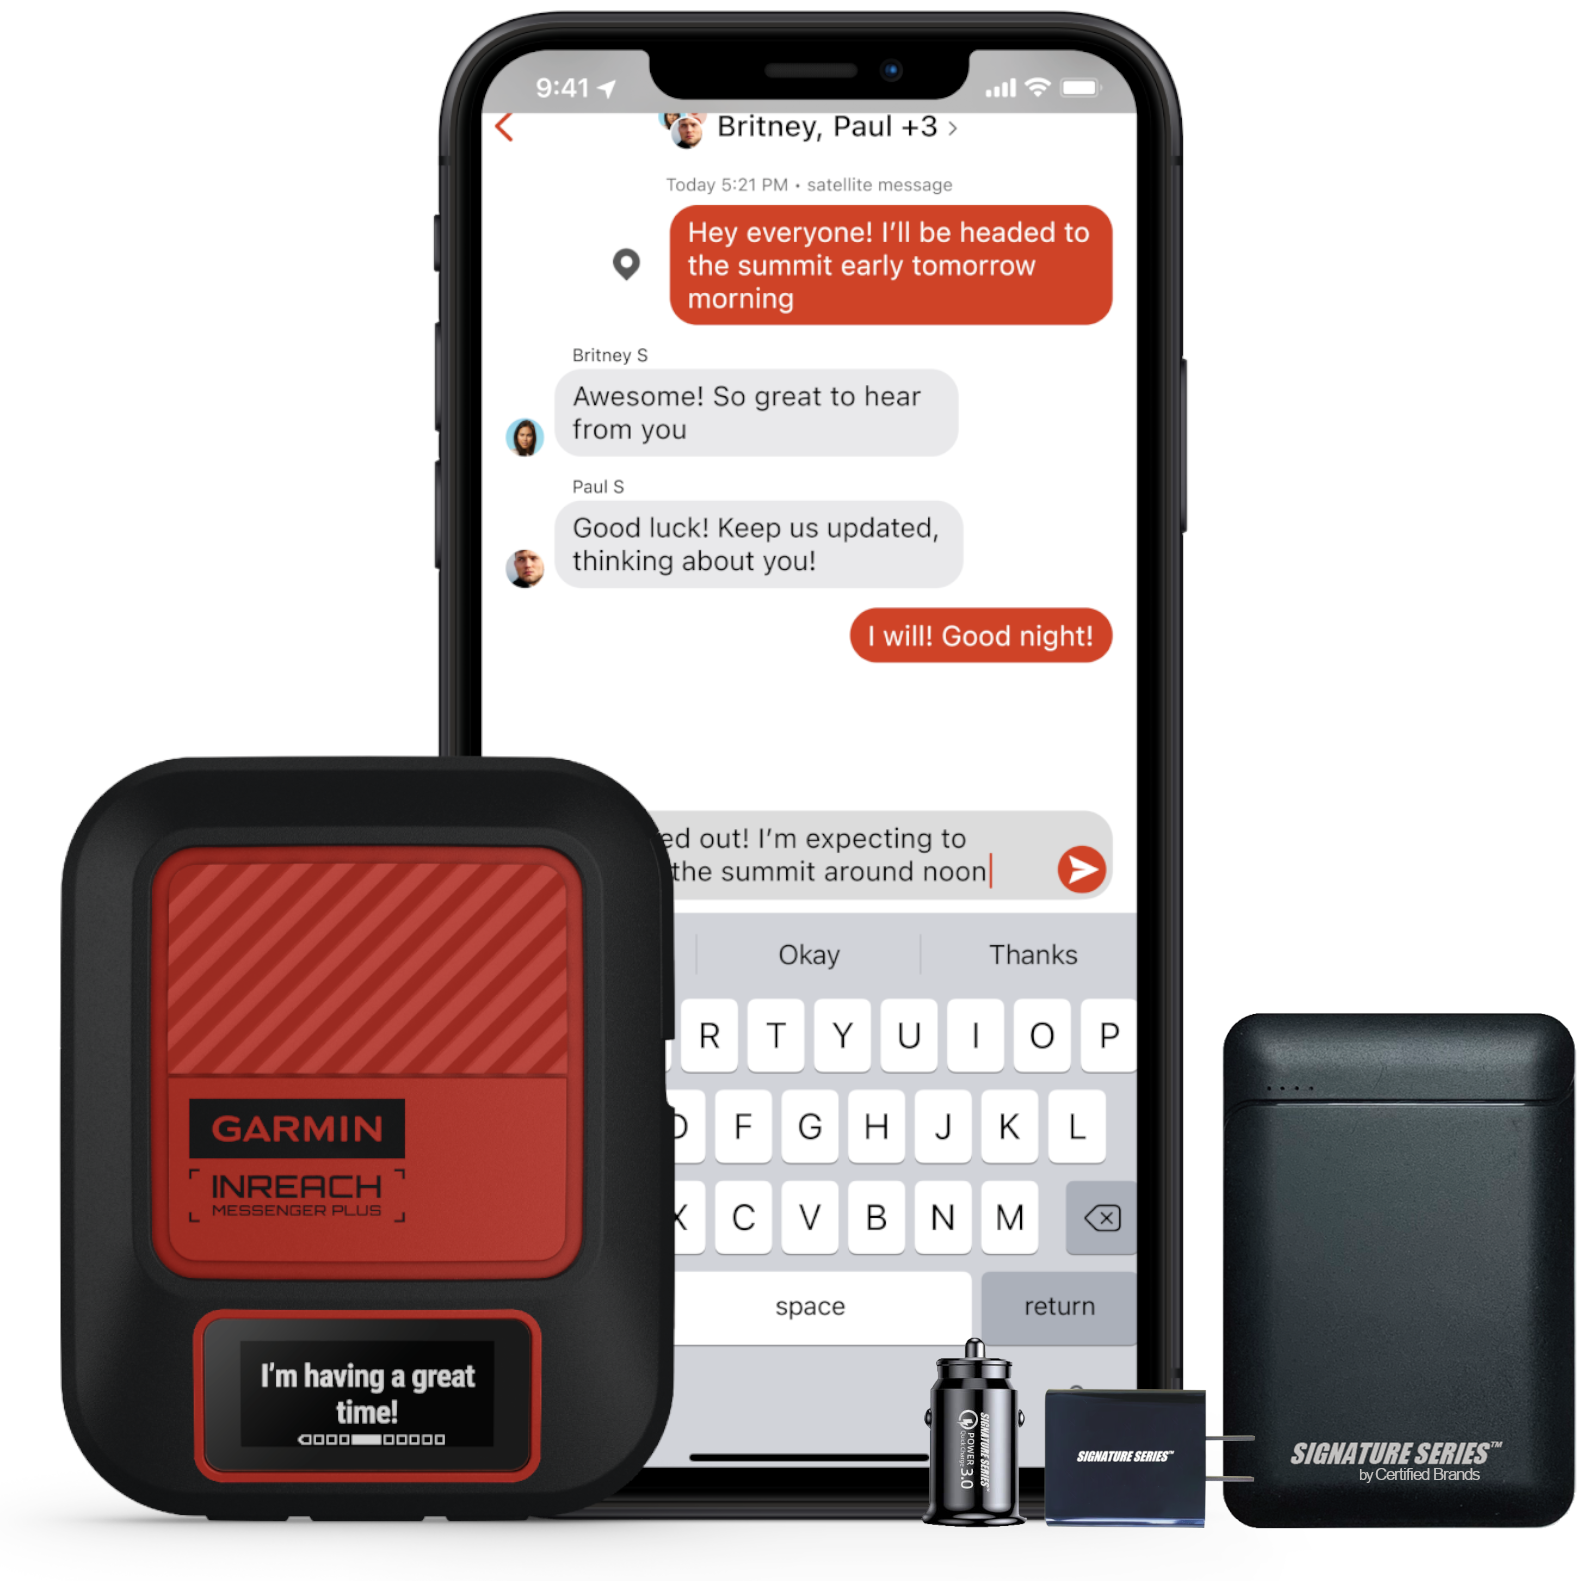 9:41
Britney, Paul +3
Today 5:21 PM • satellite message
Hey everyone! I'll be headed to
the summit early tomorrow
morning
Britney S
Awesome! So great to hear
from you
Paul S
Good luck! Keep us updated,
thinking about you!
I will! Good night!
out! I'm expecting to
the summit around noon
Okay
Thanks
R T Y U I O P
D F G H J K L
X C V B N M
space
return
GARMIN
INREACH
MESSENGER PLUS
I'm having a great
time!
SIGNATURE SERIES™
POWER 3.0
Quick Charge
SIGNATURE SERIES™
SIGNATURE SERIES™
by Certified Brands